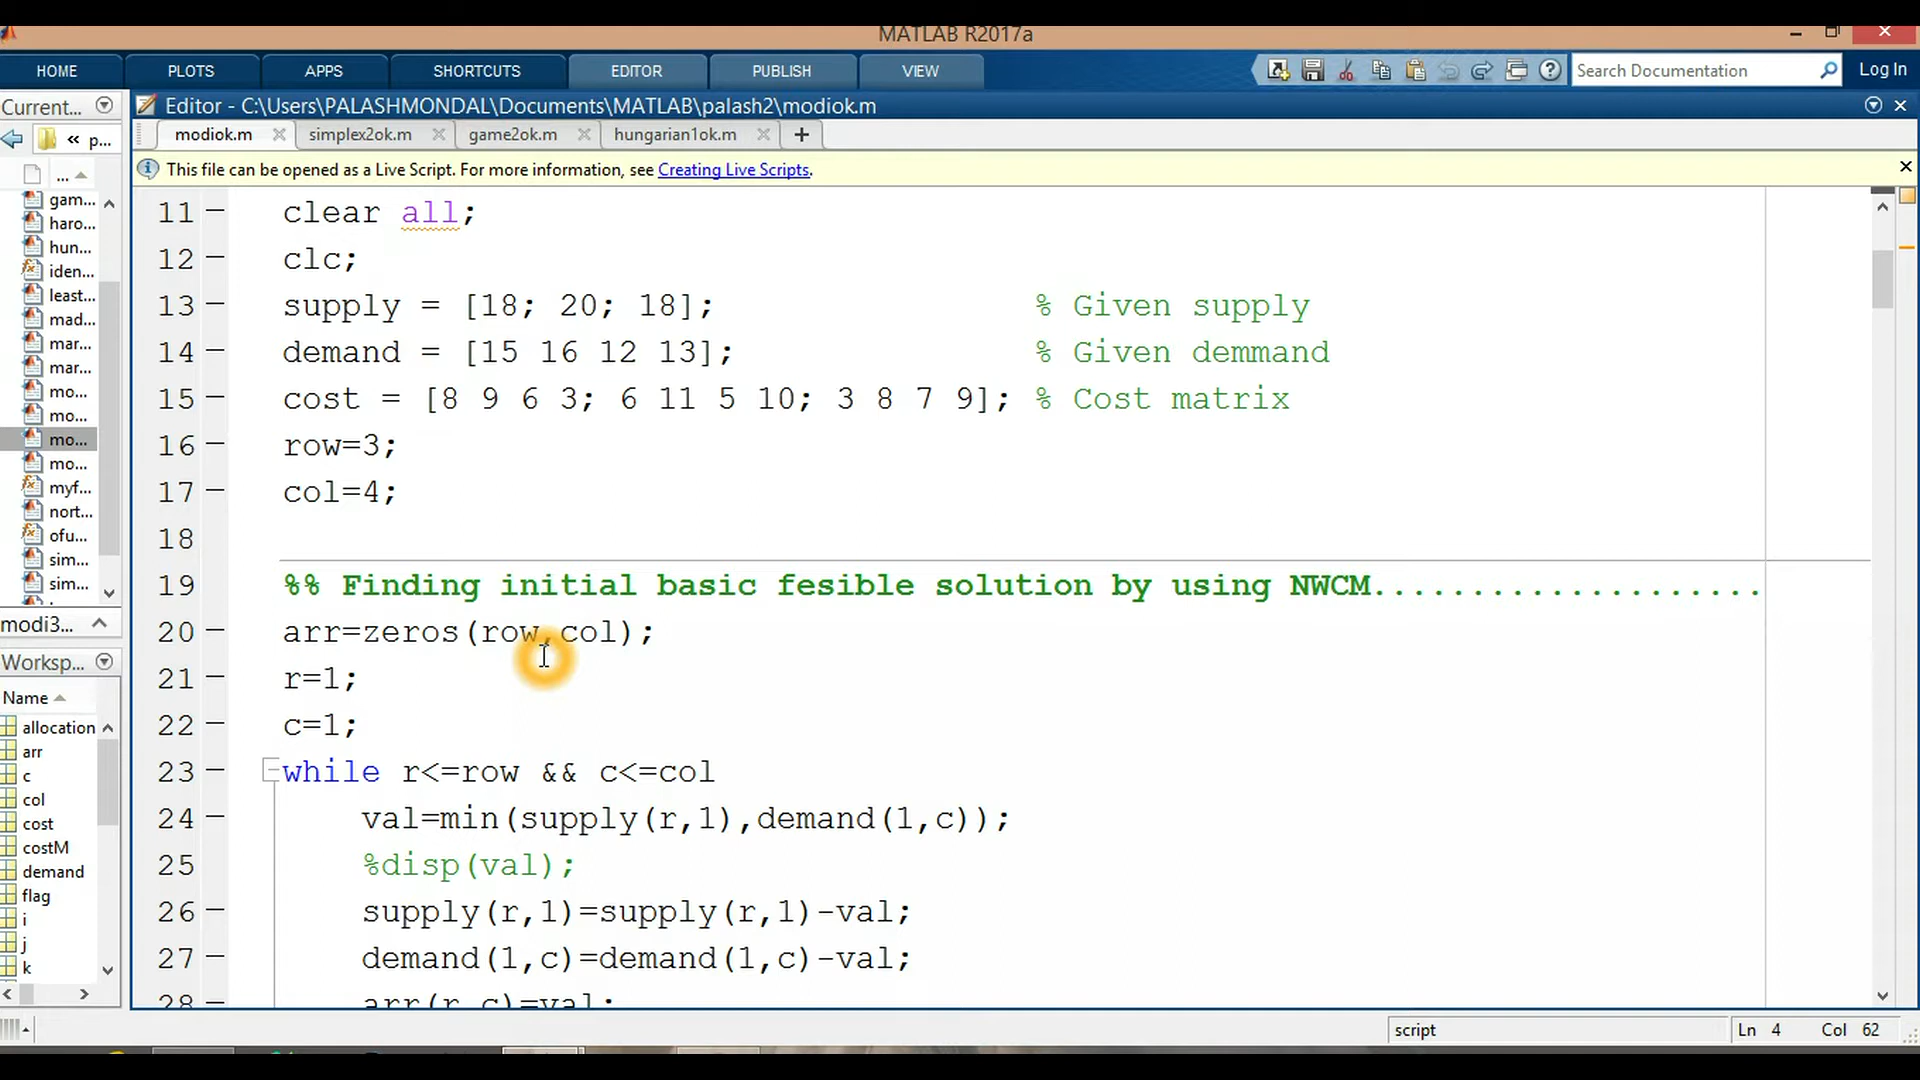 MATLAB R2017a
HOME PLOTS APPS SHORTCUTS EDITOR PUBLISH VIEW Search Documentation Log In
Current... Editor - C:\Users\PALASHMONDAL\Documents\MATLAB\palash2\modiok.m
« p... modiok.m simplex2ok.m game2ok.m hungarian1ok.m +
This file can be opened as a Live Script. For more information, see Creating Live Scripts.
...
gam...
haro...
hun...
iden...
least...
mad...
mar...
mar...
mo...
mo...
mo...
mo...
myf...
nort...
ofu...
sim...
sim...
modi3...
Worksp...
Name
allocation
arr
c
col
cost
costM
demand
flag
i
j
k
11 clear all;
12 clc;
13 supply = [18; 20; 18]; % Given supply
14 demand = [15 16 12 13]; % Given demmand
15 cost = [8 9 6 3; 6 11 5 10; 3 8 7 9]; % Cost matrix
16 row=3;
17 col=4;
18
19 %% Finding initial basic fesible solution by using NWCM....................
20 arr=zeros(row,col);
21 r=1;
22 c=1;
23 while r<=row && c<=col
24 val=min(supply(r,1),demand(1,c));
25 %disp(val);
26 supply(r,1)=supply(r,1)-val;
27 demand(1,c)=demand(1,c)-val;
28 arr(r,c)=val;
script Ln 4 Col 62